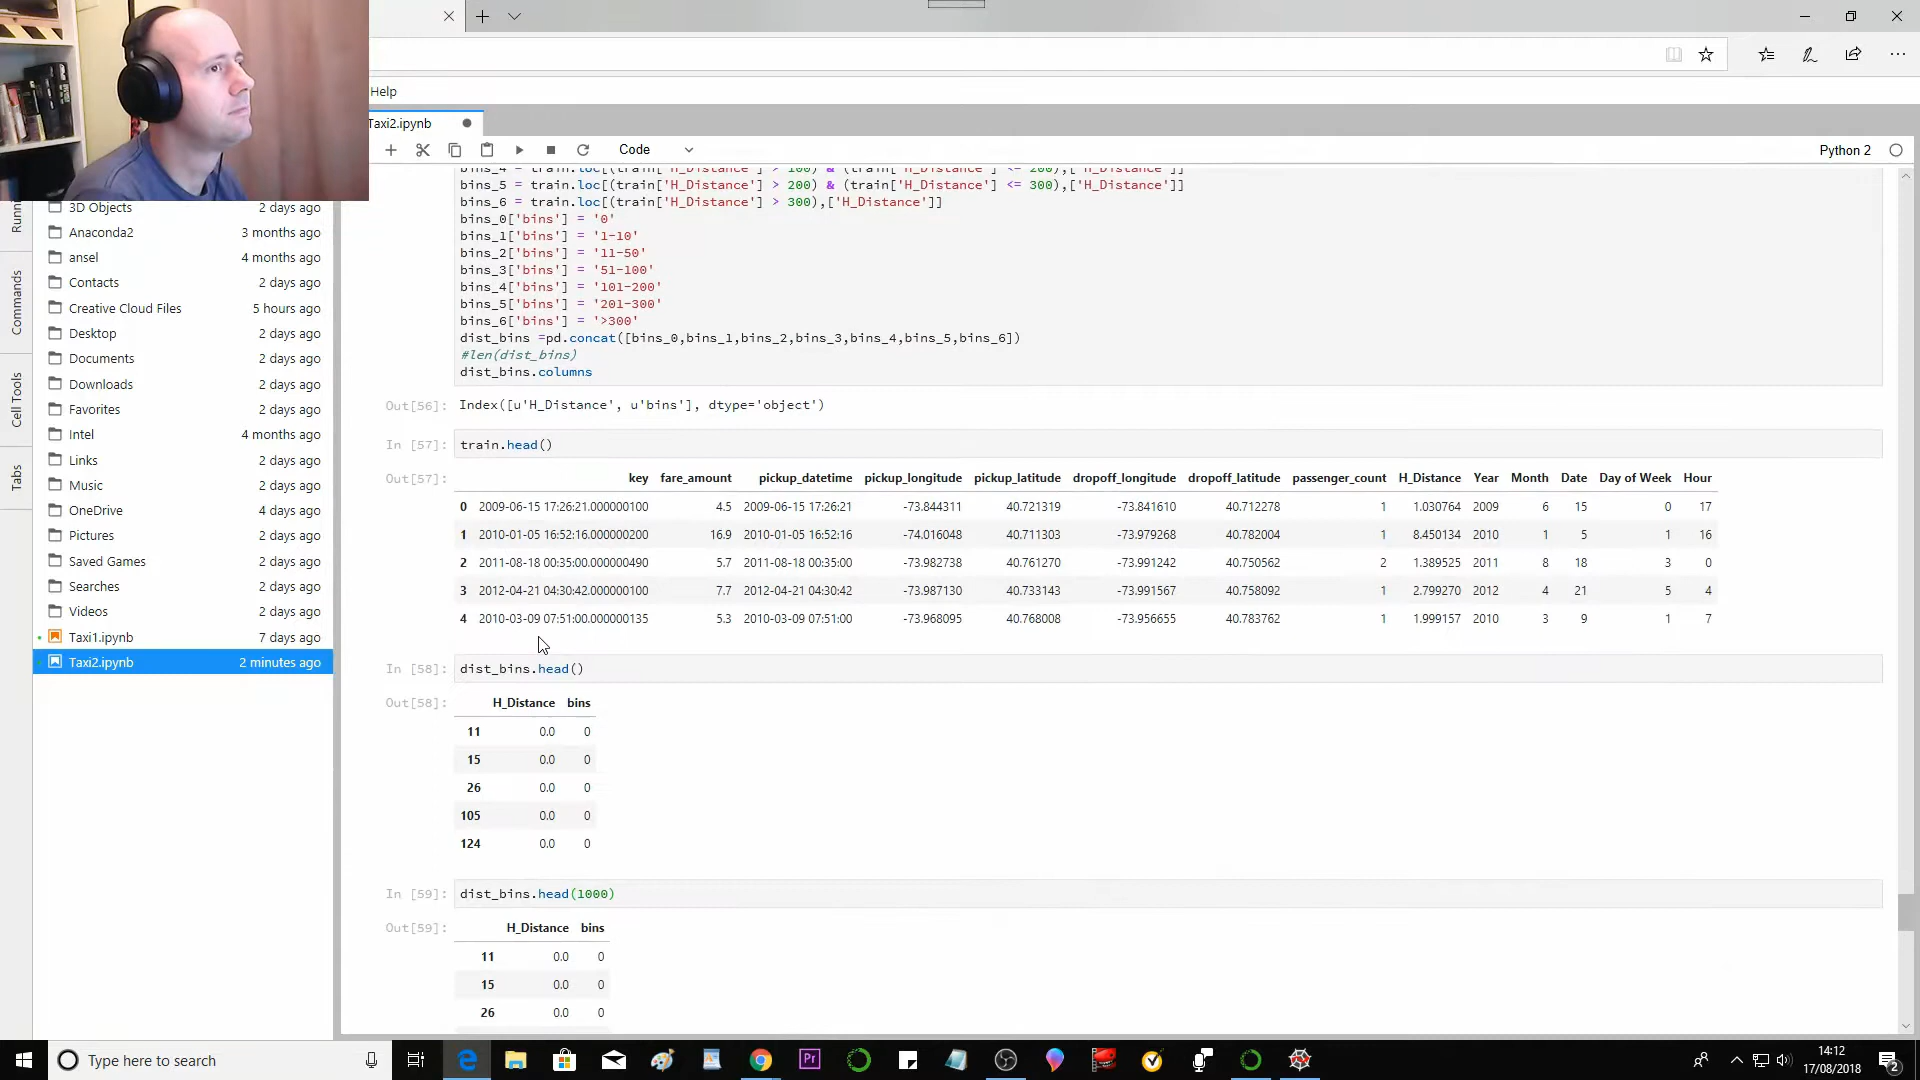 Help
Taxi2.ipynb
Code
Python 2
Running
Commands
Cell Tools
Tabs
3D Objects 2 days ago
Anaconda2 3 months ago
ansel 4 months ago
Contacts 2 days ago
Creative Cloud Files 5 hours ago
Desktop 2 days ago
Documents 2 days ago
Downloads 2 days ago
Favorites 2 days ago
Intel 4 months ago
Links 2 days ago
Music 2 days ago
OneDrive 4 days ago
Pictures 2 days ago
Saved Games 2 days ago
Searches 2 days ago
Videos 2 days ago
Taxi1.ipynb 7 days ago
Taxi2.ipynb 2 minutes ago
bins_4 = train.loc[(train['H_Distance'] > 100) & (train['H_Distance'] <= 200),['H_Distance']]
bins_5 = train.loc[(train['H_Distance'] > 200) & (train['H_Distance'] <= 300),['H_Distance']]
bins_6 = train.loc[(train['H_Distance'] > 300),['H_Distance']]
bins_0['bins'] = '0'
bins_1['bins'] = '1-10'
bins_2['bins'] = '11-50'
bins_3['bins'] = '51-100'
bins_4['bins'] = '101-200'
bins_5['bins'] = '201-300'
bins_6['bins'] = '>300'
dist_bins =pd.concat([bins_0,bins_1,bins_2,bins_3,bins_4,bins_5,bins_6])
#len(dist_bins)
dist_bins.columns
Out[56]: Index([u'H_Distance', u'bins'], dtype='object')
In [57]: train.head()
Out[57]: key fare_amount pickup_datetime pickup_longitude pickup_latitude dropoff_longitude dropoff_latitude passenger_count H_Distance Year Month Date Day of Week Hour
0 2009-06-15 17:26:21.000000100 4.5 2009-06-15 17:26:21 -73.844311 40.721319 -73.841610 40.712278 1 1.030764 2009 6 15 0 17
1 2010-01-05 16:52:16.000000200 16.9 2010-01-05 16:52:16 -74.016048 40.711303 -73.979268 40.782004 1 8.450134 2010 1 5 1 16
2 2011-08-18 00:35:00.000000490 5.7 2011-08-18 00:35:00 -73.982738 40.761270 -73.991242 40.750562 2 1.389525 2011 8 18 3 0
3 2012-04-21 04:30:42.000000100 7.7 2012-04-21 04:30:42 -73.987130 40.733143 -73.991567 40.758092 1 2.799270 2012 4 21 5 4
4 2010-03-09 07:51:00.000000135 5.3 2010-03-09 07:51:00 -73.968095 40.768008 -73.956655 40.783762 1 1.999157 2010 3 9 1 7
In [58]: dist_bins.head()
Out[58]: H_Distance bins
11 0.0 0
15 0.0 0
26 0.0 0
105 0.0 0
124 0.0 0
In [59]: dist_bins.head(1000)
Out[59]: H_Distance bins
11 0.0 0
15 0.0 0
26 0.0 0
Type here to search
Pr
14:12
17/08/2018
2